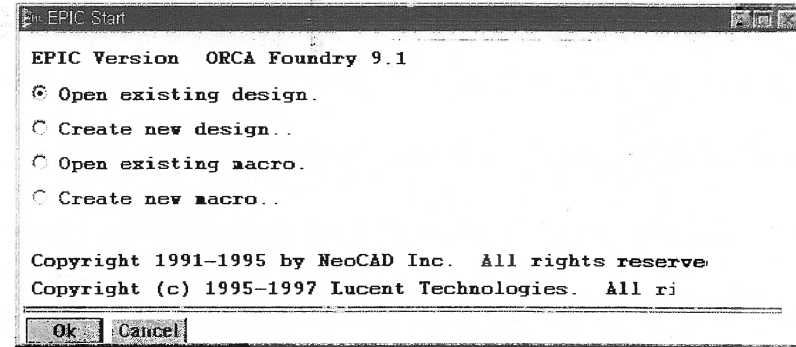 EPIC Start
EPIC Version ORCA Foundry 9.1
Open existing design.
Create new design..
Open existing macro.
Create new macro..
Copyright 1991-1995 by NeoCAD Inc. All rights reserve
Copyright (c) 1995-1997 Lucent Technologies. All ri
Ok Cancel